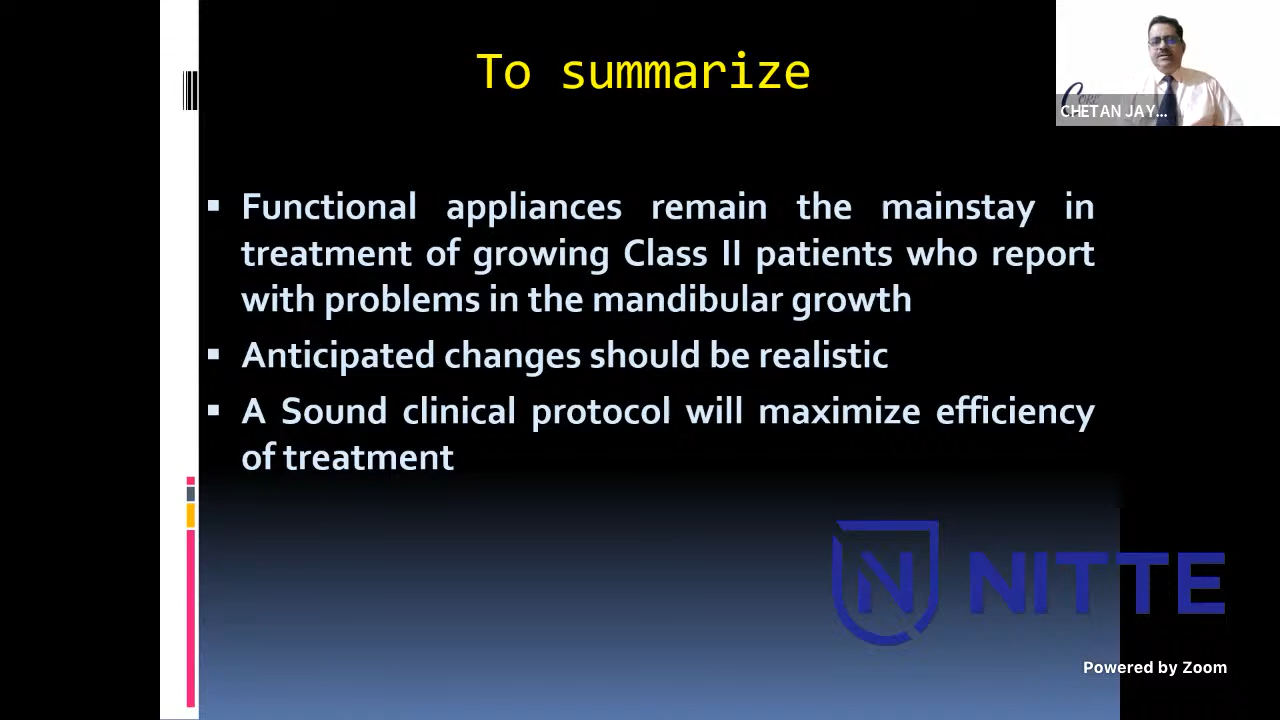 To summarize
CHETAN JAY...
Functional appliances remain the mainstay in
treatment of growing Class II patients who report
with problems in the mandibular growth
Anticipated changes should be realistic
A Sound clinical protocol will maximize efficiency
of treatment
N NITTE
Powered by Zoom